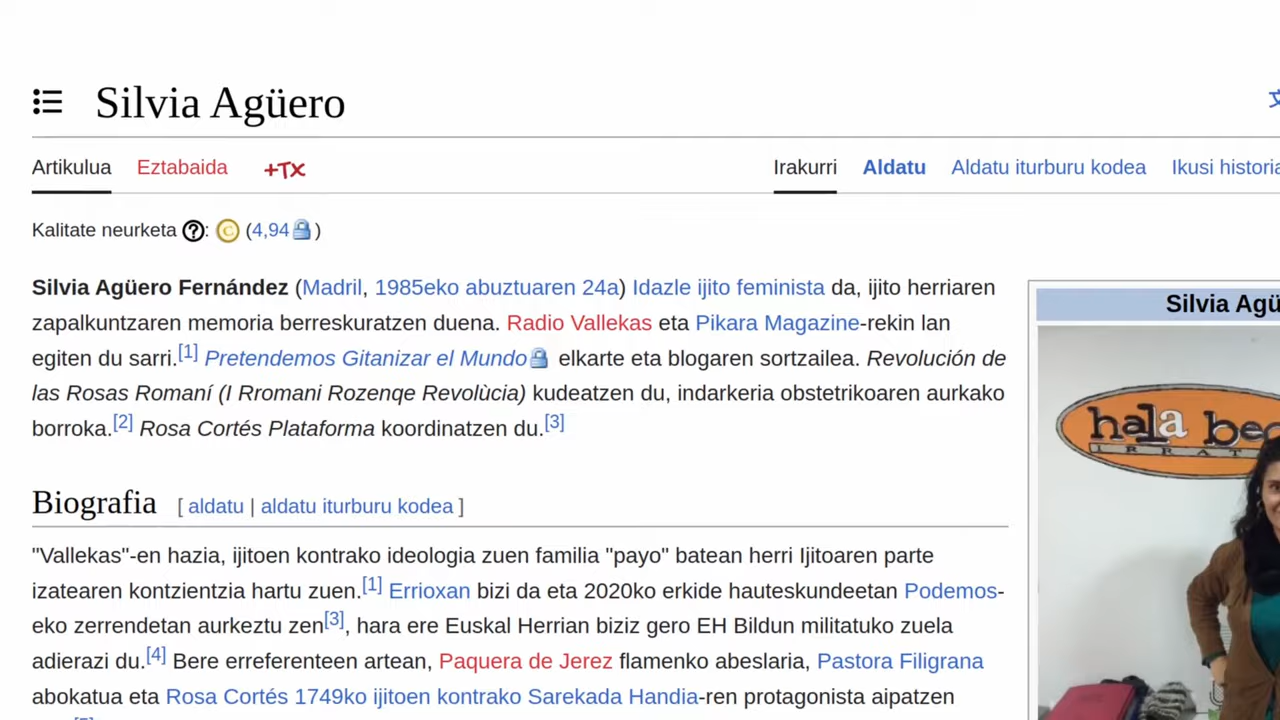 Silvia Agüero
Artikulua Eztabaida +TX Irakurri Aldatu Aldatu iturburu kodea Ikusi historia
Kalitate neurketa ?: C (4,94)
Silvia Agüero Fernández (Madril, 1985eko abuztuaren 24a) Idazle ijito feminista da, ijito herriaren
zapalkuntzaren memoria berreskuratzen duena. Radio Vallekas eta Pikara Magazine-rekin lan
egiten du sarri.[1] Pretendemos Gitanizar el Mundo elkarte eta blogaren sortzailea. Revolución de
las Rosas Romaní (I Rromani Rozenqe Revolùcia) kudeatzen du, indarkeria obstetrikoaren aurkako
borroka.[2] Rosa Cortés Plataforma koordinatzen du.[3]
Biografia [ aldatu | aldatu iturburu kodea ]
"Vallekas"-en hazia, ijitoen kontrako ideologia zuen familia "payo" batean herri Ijitoaren parte
izatearen kontzientzia hartu zuen.[1] Errioxan bizi da eta 2020ko erkide hauteskundeetan Podemos-
eko zerrendetan aurkeztu zen[3], hara ere Euskal Herrian biziz gero EH Bildun militatuko zuela
adierazi du.[4] Bere erreferenteen artean, Paquera de Jerez flamenko abeslaria, Pastora Filigrana
abokatua eta Rosa Cortés 1749ko ijitoen kontrako Sarekada Handia-ren protagonista aipatzen
Silvia Agü
hala be
IRRAT